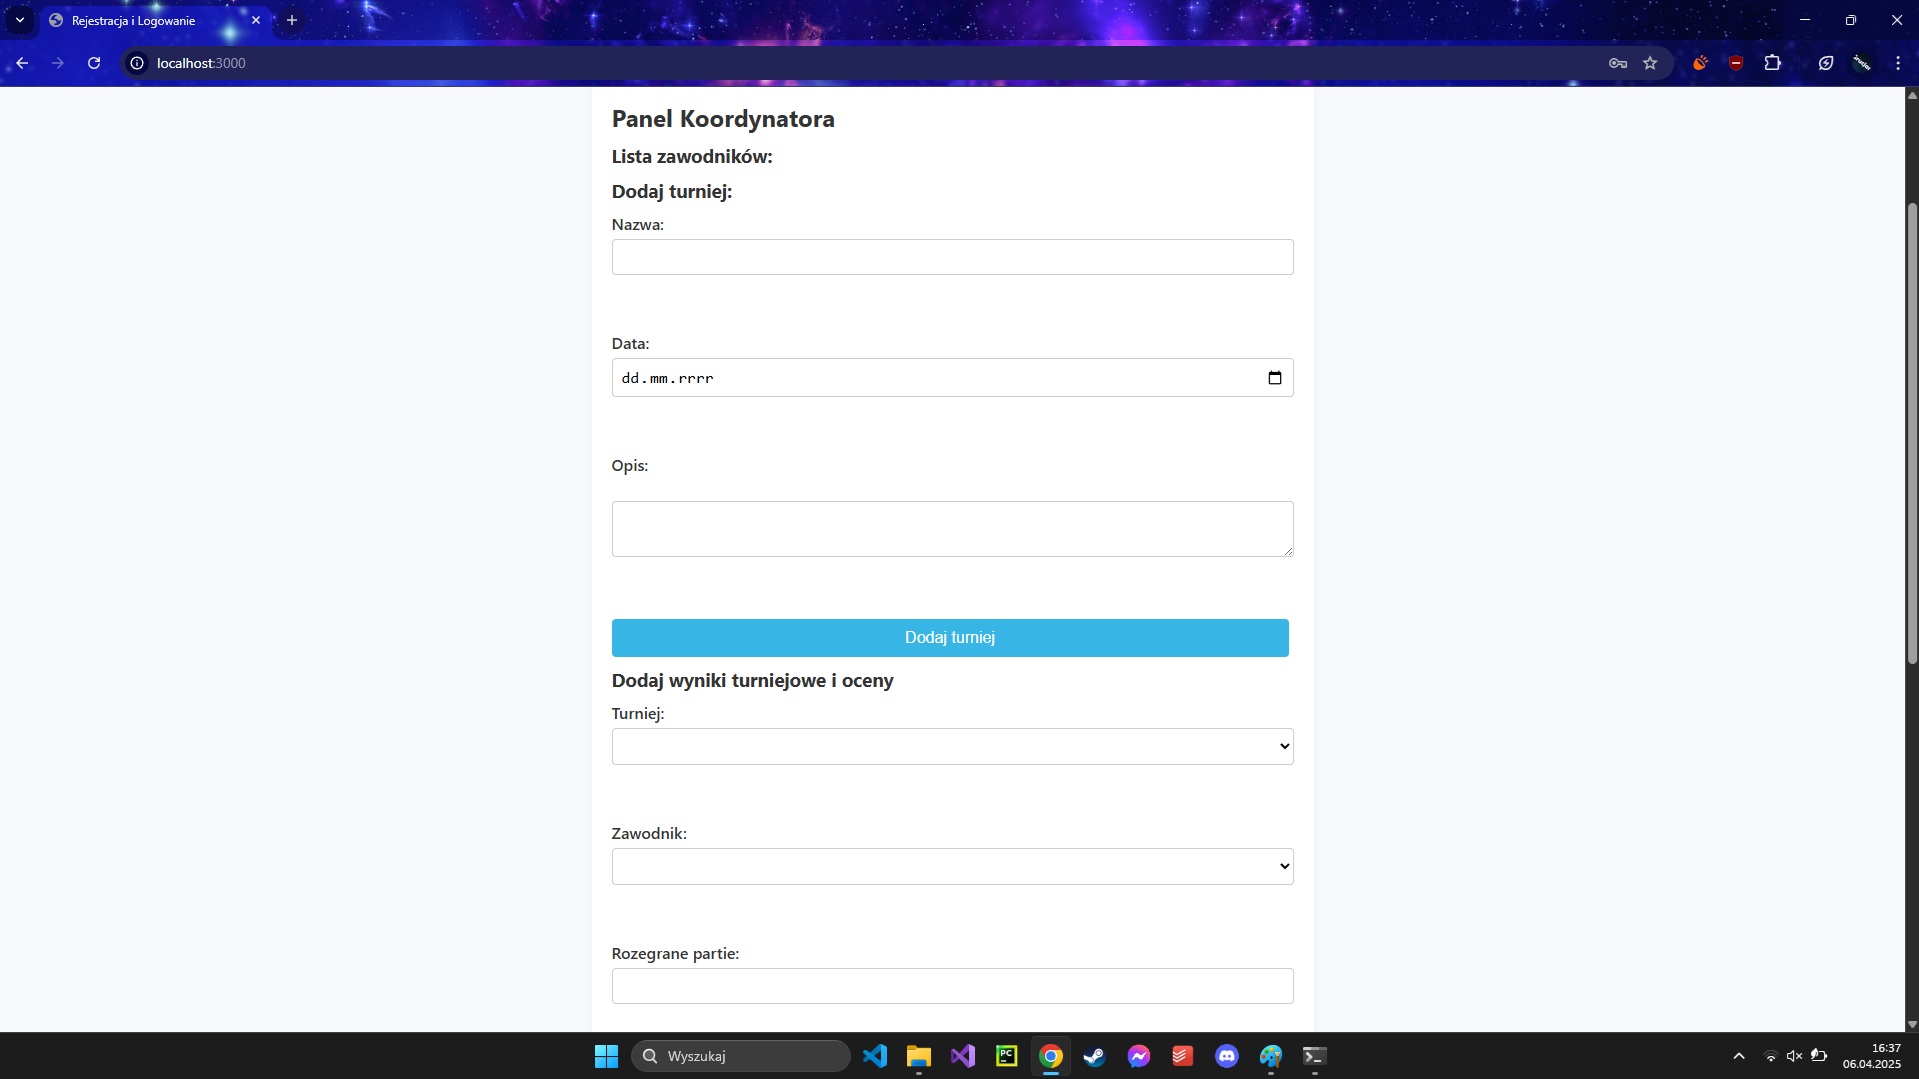 Rejestracja i Logowanie
localhost:3000
Panel Koordynatora
Lista zawodników:
Dodaj turniej:
Nazwa:
Data:
dd.mm.rrrr
Opis:
Dodaj turniej
Dodaj wyniki turniejowe i oceny
Turniej:
Zawodnik:
Rozegrane partie:
Wyszukaj
PC
16:37
06.04.2025